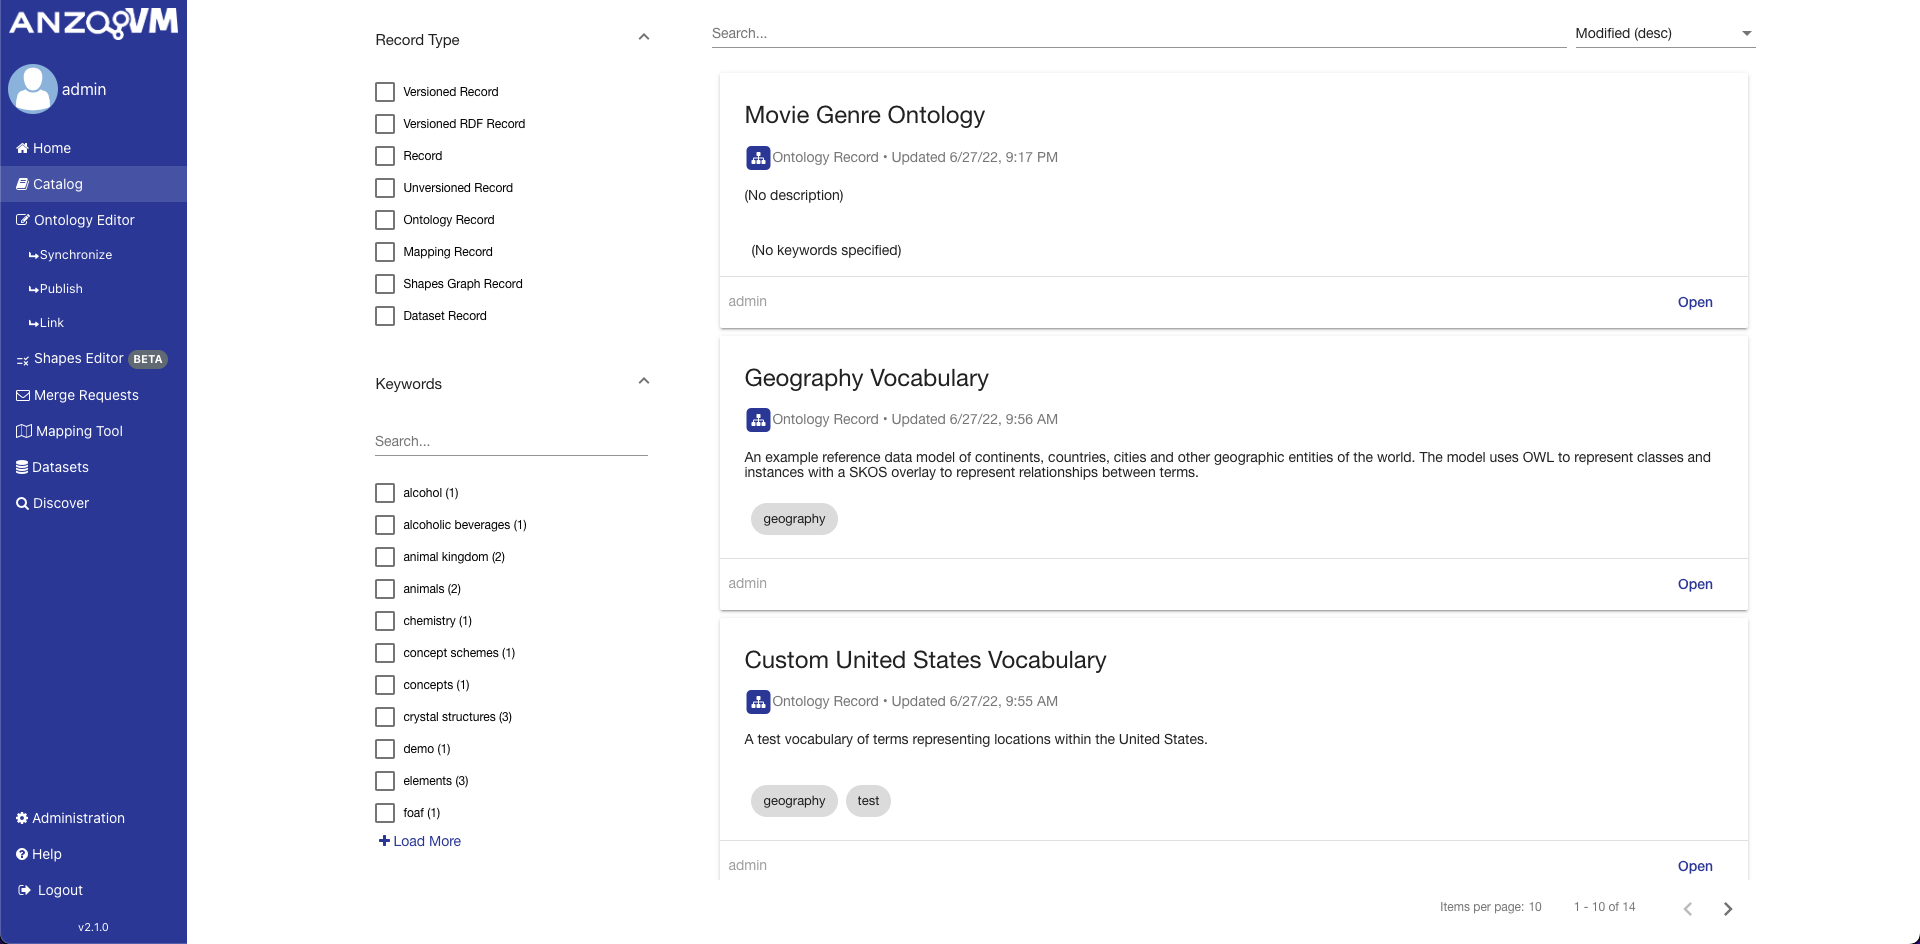 ANZO VM
admin
Home
Catalog
Ontology Editor
Synchronize
Publish
Link
Shapes Editor BETA
Merge Requests
Mapping Tool
Datasets
Discover
Administration
Help
Logout
v2.1.0
Record Type
Versioned Record
Versioned RDF Record
Record
Unversioned Record
Ontology Record
Mapping Record
Shapes Graph Record
Dataset Record
Keywords
Search...
alcohol (1)
alcoholic beverages (1)
animal kingdom (2)
animals (2)
chemistry (1)
concept schemes (1)
concepts (1)
crystal structures (3)
demo (1)
elements (3)
foaf (1)
Load More
Search...
Modified (desc)
Movie Genre Ontology
Ontology Record • Updated 6/27/22, 9:17 PM
(No description)
(No keywords specified)
admin
Open
Geography Vocabulary
Ontology Record • Updated 6/27/22, 9:56 AM
An example reference data model of continents, countries, cities and other geographic entities of the world. The model uses OWL to represent classes and
instances with a SKOS overlay to represent relationships between terms.
geography
admin
Open
Custom United States Vocabulary
Ontology Record • Updated 6/27/22, 9:55 AM
A test vocabulary of terms representing locations within the United States.
geography test
admin
Open
Items per page: 10 1 - 10 of 14